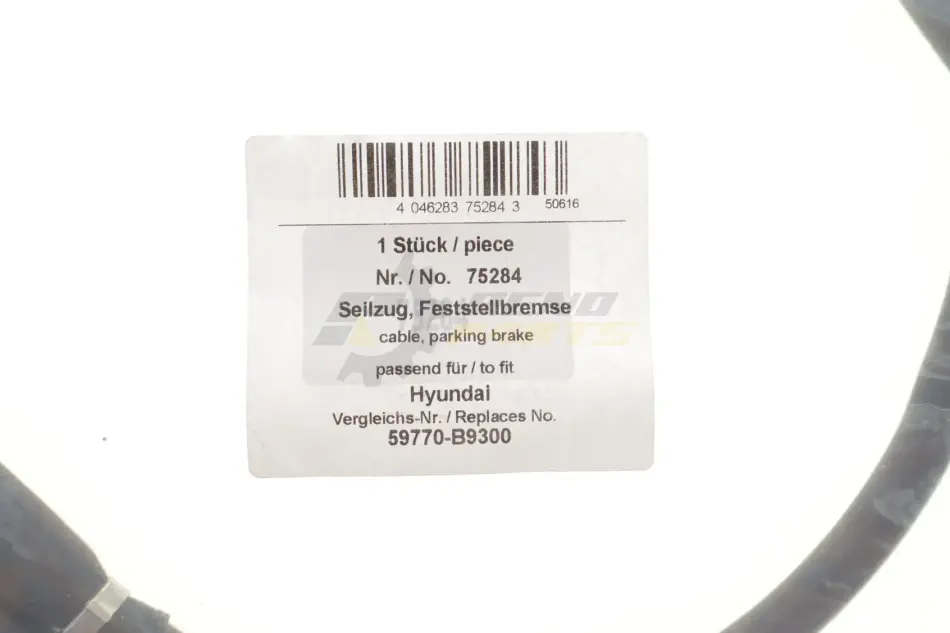 4 046283 75284 3 50616
1 Stück / piece
Nr. / No. 75284
Seilzug, Feststellbremse
cable, parking brake
passend für / to fit
Hyundai
Vergleichs-Nr. / Replaces No.
59770-B9300